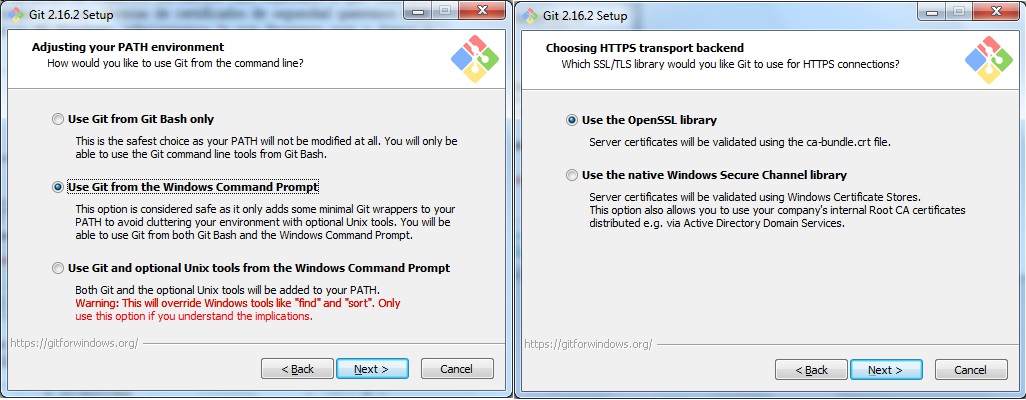 Git 2.16.2 Setup
Adjusting your PATH environment
How would you like to use Git from the command line?
Use Git from Git Bash only
This is the safest choice as your PATH will not be modified at all. You will only be
able to use the Git command line tools from Git Bash.
Use Git from the Windows Command Prompt
This option is considered safe as it only adds some minimal Git wrappers to your
PATH to avoid cluttering your environment with optional Unix tools. You will be
able to use Git from both Git Bash and the Windows Command Prompt.
Use Git and optional Unix tools from the Windows Command Prompt
Both Git and the optional Unix tools will be added to your PATH.
Warning: This will override Windows tools like "find" and "sort". Only
use this option if you understand the implications.
https://gitforwindows.org/
< Back
Next >
Cancel
Git 2.16.2 Setup
Choosing HTTPS transport backend
Which SSL/TLS library would you like Git to use for HTTPS connections?
Use the OpenSSL library
Server certificates will be validated using the ca-bundle.crt file.
Use the native Windows Secure Channel library
Server certificates will be validated using Windows Certificate Stores.
This option also allows you to use your company's internal Root CA certificates
distributed e.g. via Active Directory Domain Services.
https://gitforwindows.org/
< Back
Next >
Cancel